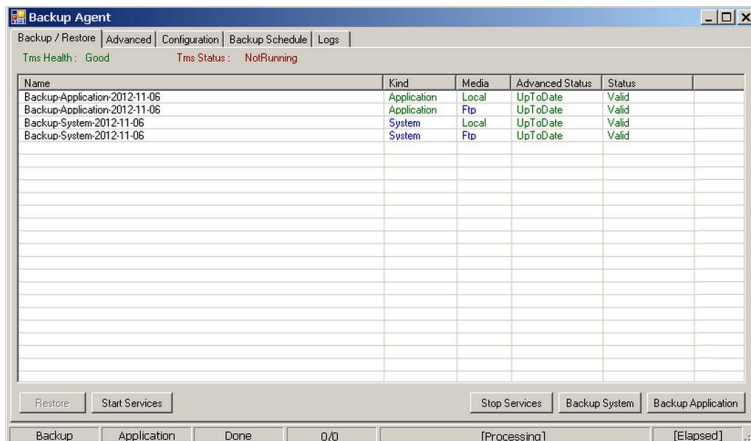 Backup Agent
Backup / Restore Advanced Configuration Backup Schedule Logs
Tms Health : Good Tms Status : NotRunning
Name Kind Media Advanced Status Status
Backup-Application-2012-11-06 Application Local UpToDate Valid
Backup-Application-2012-11-06 Application Ftp UpToDate Valid
Backup-System-2012-11-06 System Local UpToDate Valid
Backup-System-2012-11-06 System Ftp UpToDate Valid
Restore Start Services Stop Services Backup System Backup Application
Backup Application Done 0/0 [Processing] [Elapsed]